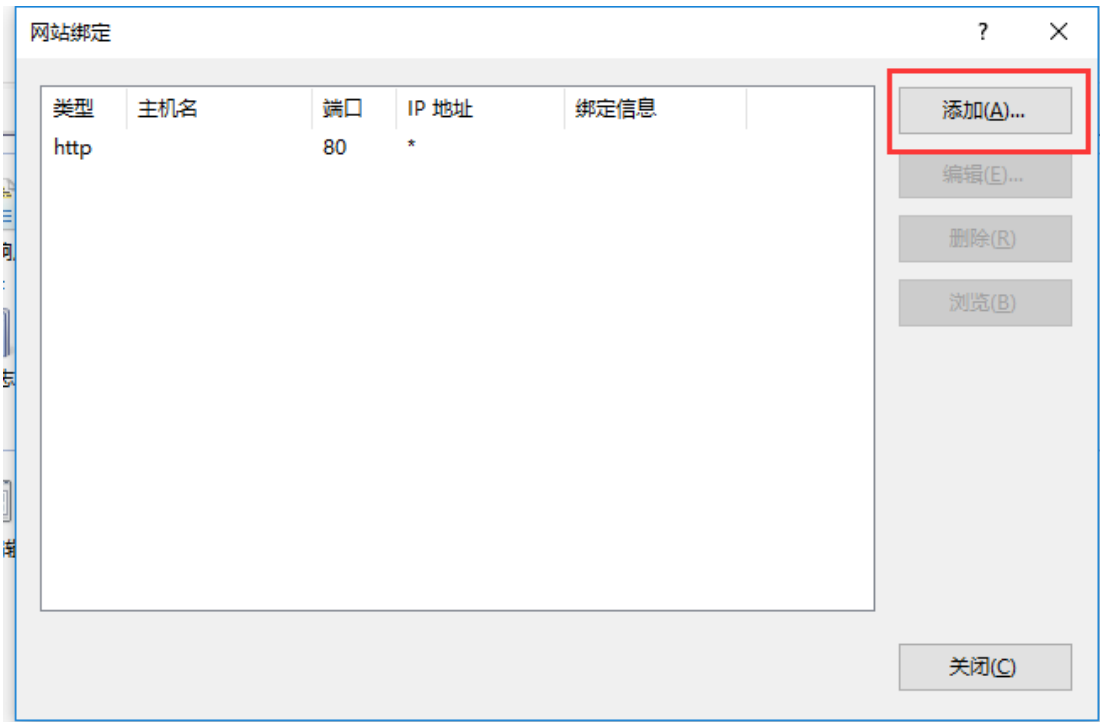 网站绑定 ?
类型 主机名 端口 IP 地址 绑定信息
http 80 *
添加(A)...
编辑(E)...
删除(R)
浏览(B)
志
关闭(C)